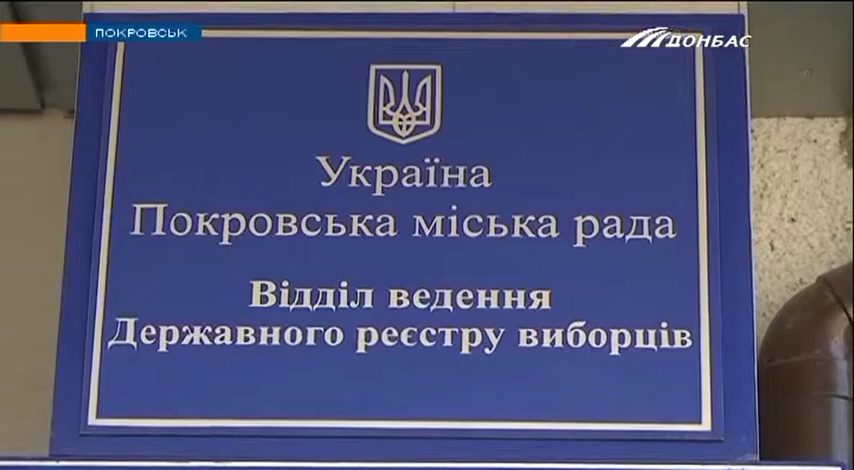 ПОКРОВСЬК
ДОНБАС
Україна
Покровська міська рада
Відділ ведення
Державного реєстру виборців